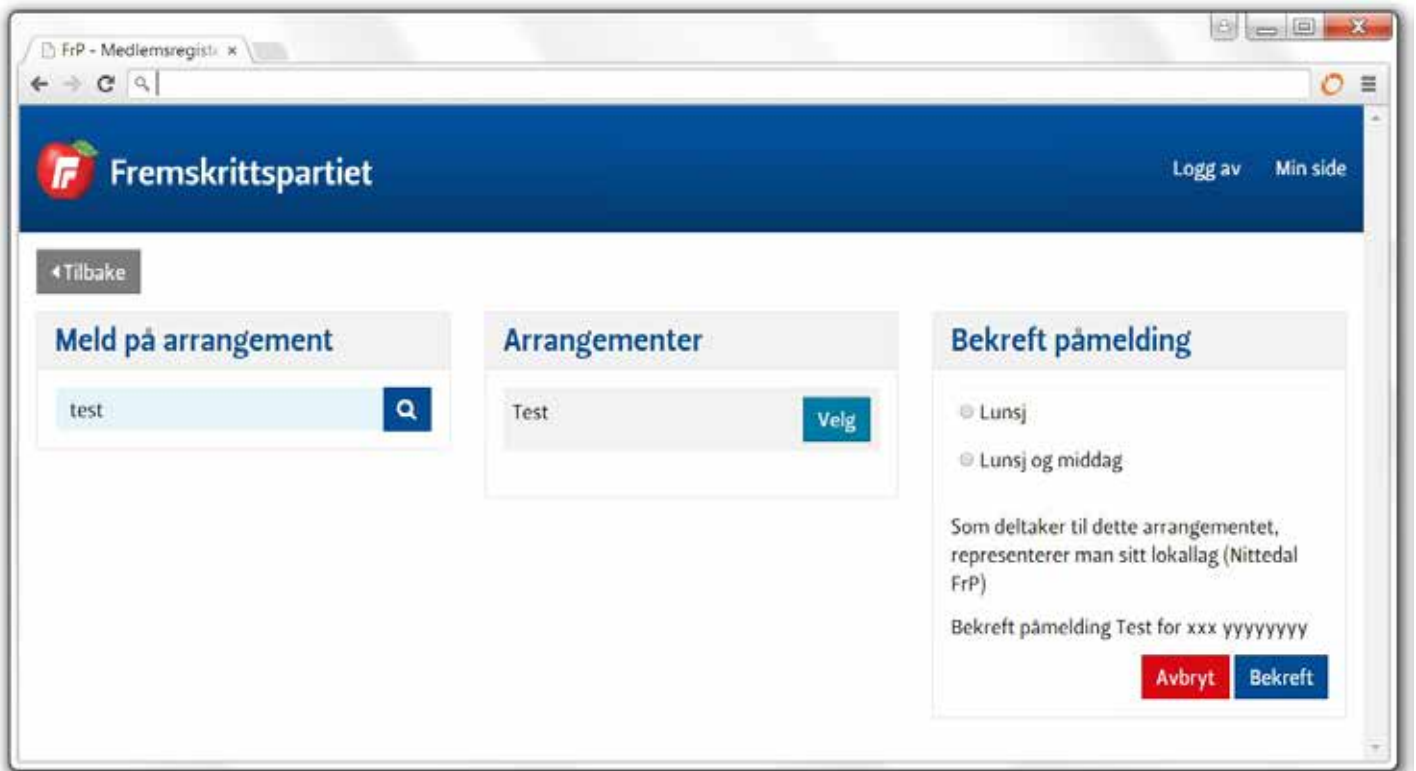 FrP - Medlemsregist
Fremskrittspartiet
Logg av Min side
Tilbake
Meld på arrangement
test
Arrangementer
Test
Velg
Bekreft påmelding
Lunsj
Lunsj og middag
Som deltaker til dette arrangementet,
representerer man sitt lokallag (Nittedal
FrP)
Bekreft påmelding Test for xxx yyyyyyyy
Avbryt Bekreft